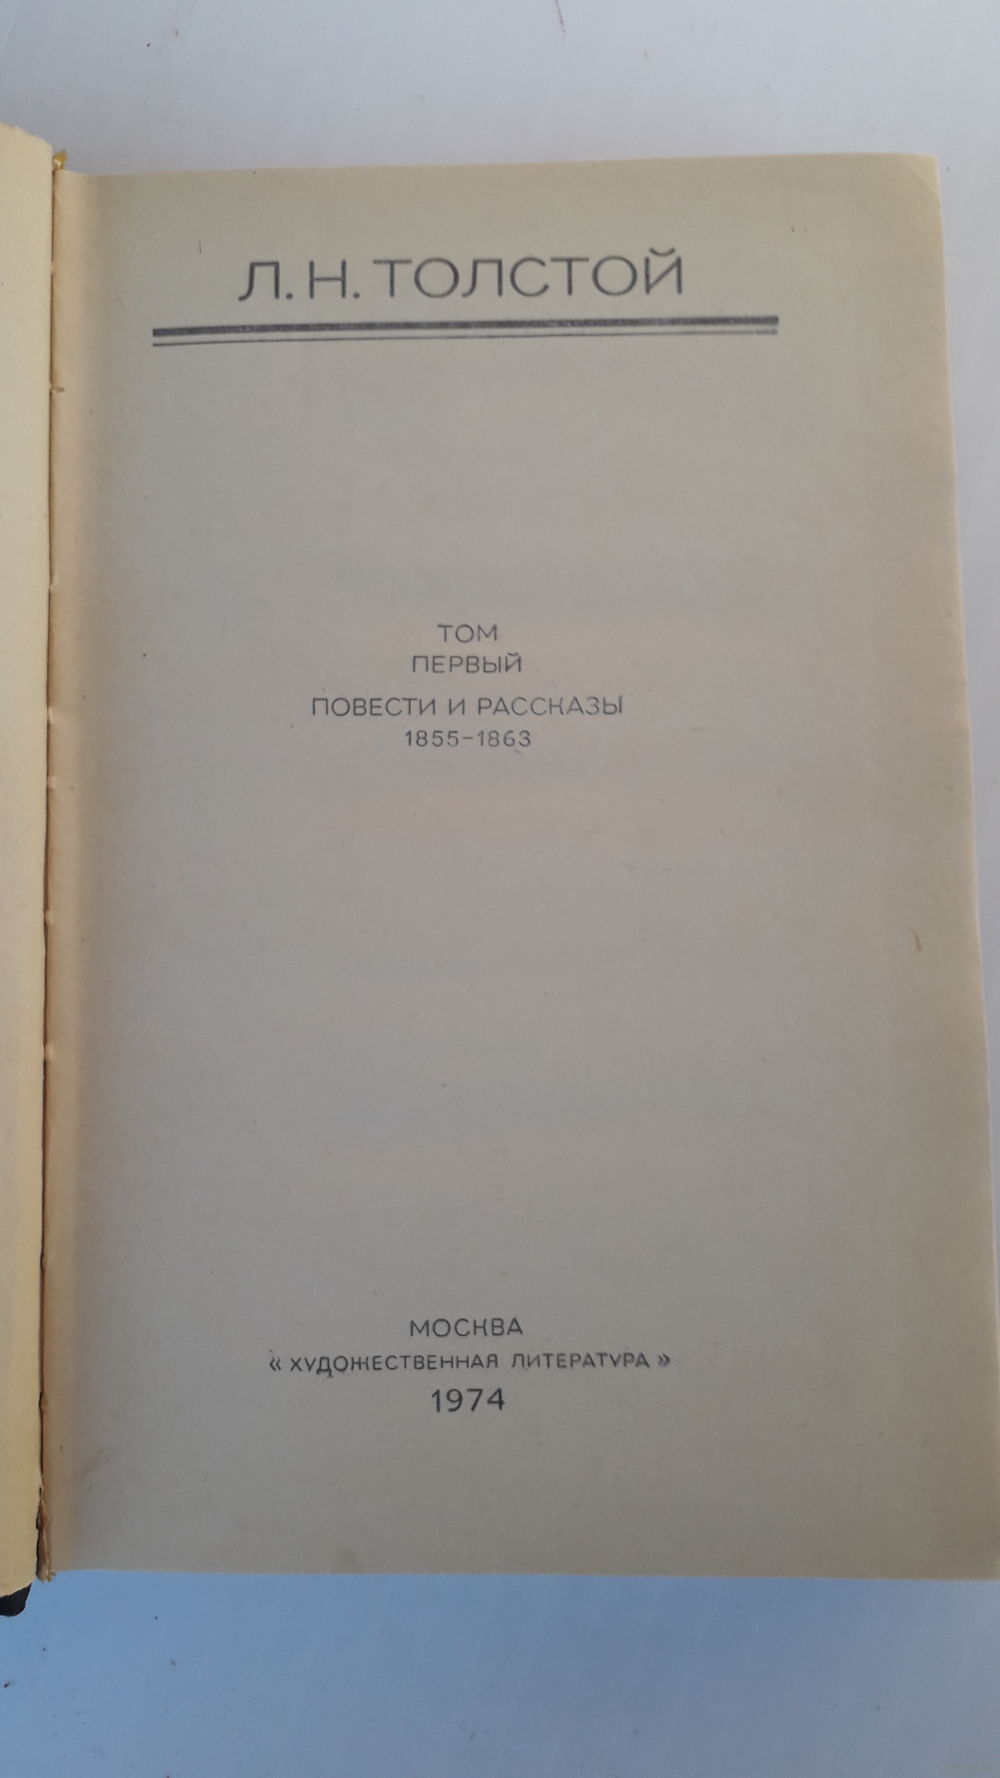 Л. Н. ТОЛСТОЙ
ТОМ
ПЕРВЫЙ
ПОВЕСТИ И РАССКАЗЫ
1855–1863
МОСКВА
« ХУДОЖЕСТВЕННАЯ ЛИТЕРАТУРА »
1974